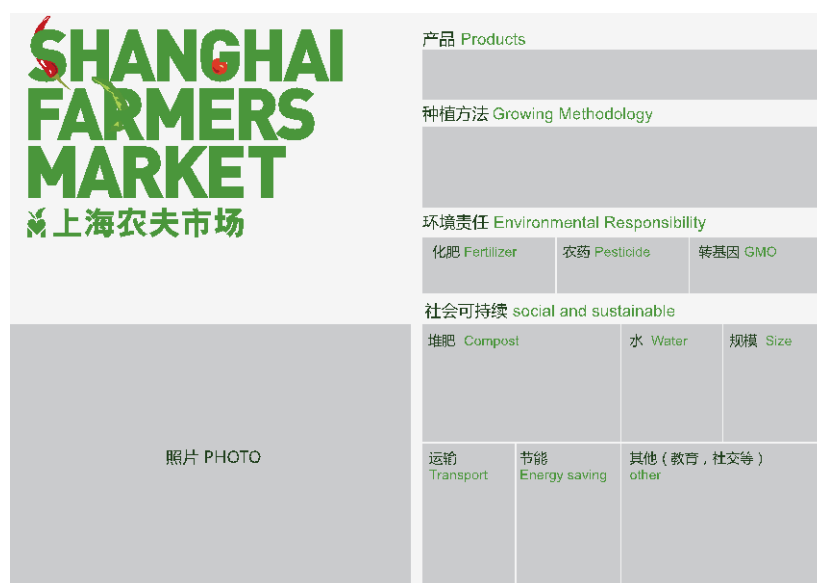 SHANGHAI
FARMERS
MARKET
上海农夫市场
照片 PHOTO
产品 Products
种植方法 Growing Methodology
环境责任 Environmental Responsibility
化肥 Fertilizer
农药 Pesticide
转基因 GMO
社会可持续 social and sustainable
堆肥 Compost
水 Water
规模 Size
运输
Transport
节能
Energy saving
其他（教育，社交等）
other